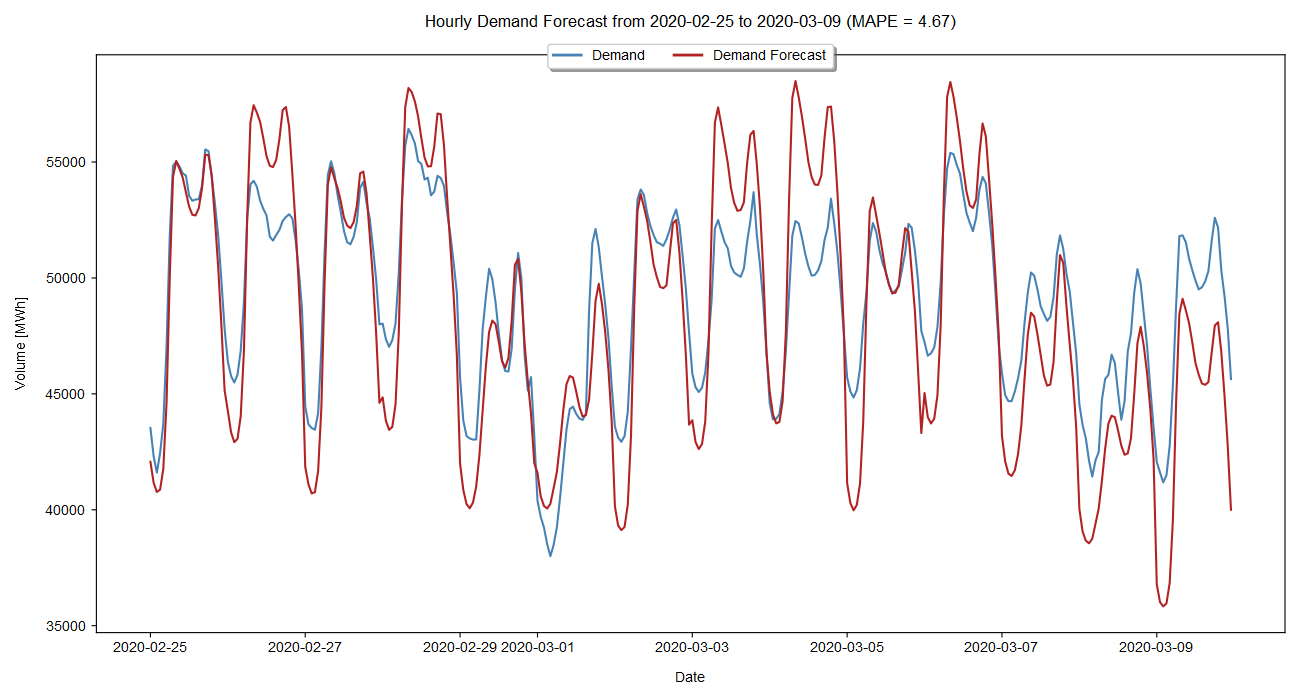 Hourly Demand Forecast from 2020-02-25 to 2020-03-09 (MAPE = 4.67)
Demand
Demand Forecast
Volume [MWh]
55000
50000
45000
40000
35000
2020-02-25
2020-02-27
2020-02-29
2020-03-01
2020-03-03
2020-03-05
2020-03-07
2020-03-09
Date